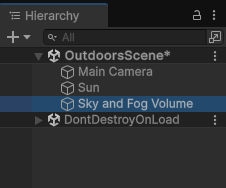 Hierarchy
All
OutdoorsScene*
Main Camera
Sun
Sky and Fog Volume
DontDestroyOnLoad